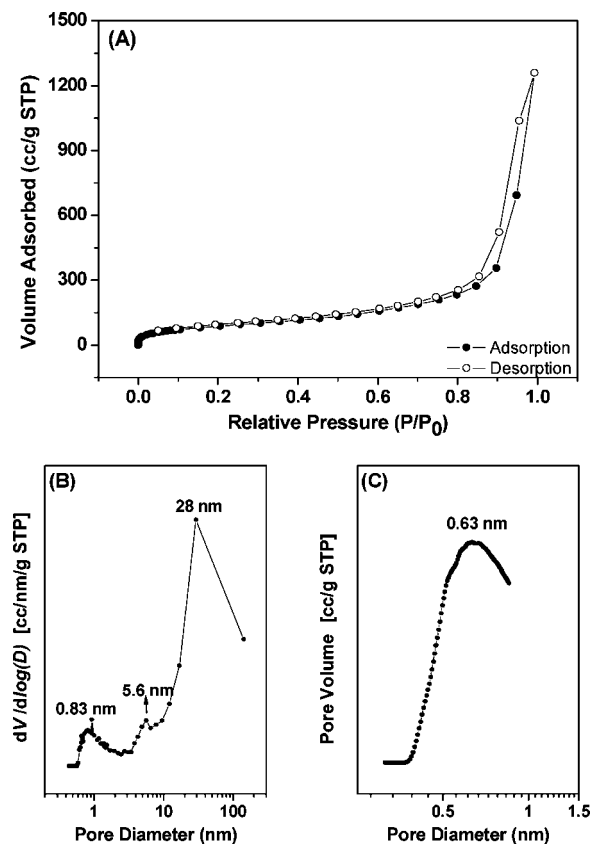 (A)
1500
1200
900
600
300
0
Volume Adsorbed (cc/g STP)
Adsorption
Desorption
0.0 0.2 0.4 0.6 0.8 1.0
Relative Pressure (P/P0)
(B)
28 nm
5.6 nm
0.83 nm
dV/dlog(D) [cc/nm/g STP]
1 10 100
Pore Diameter (nm)
(C)
0.63 nm
Pore Volume [cc/g STP]
0.5 1 1.5
Pore Diameter (nm)